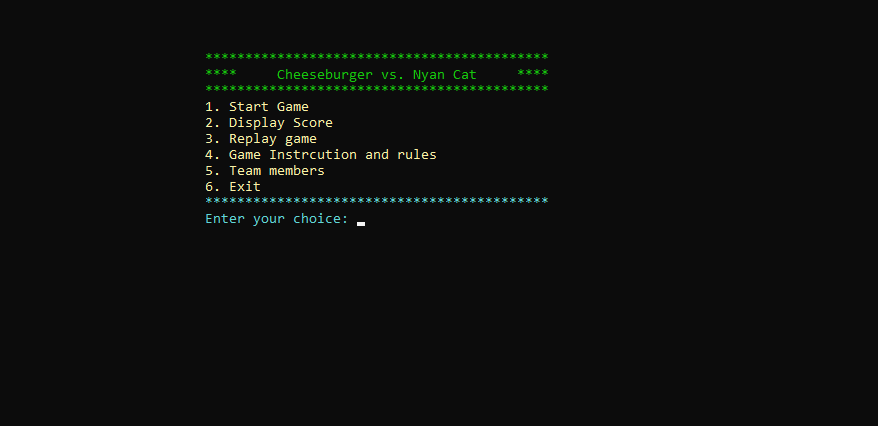 *******************************************
****     Cheeseburger vs. Nyan Cat     ****
*******************************************
1. Start Game
2. Display Score
3. Replay game
4. Game Instrcution and rules
5. Team members
6. Exit
*******************************************
Enter your choice: